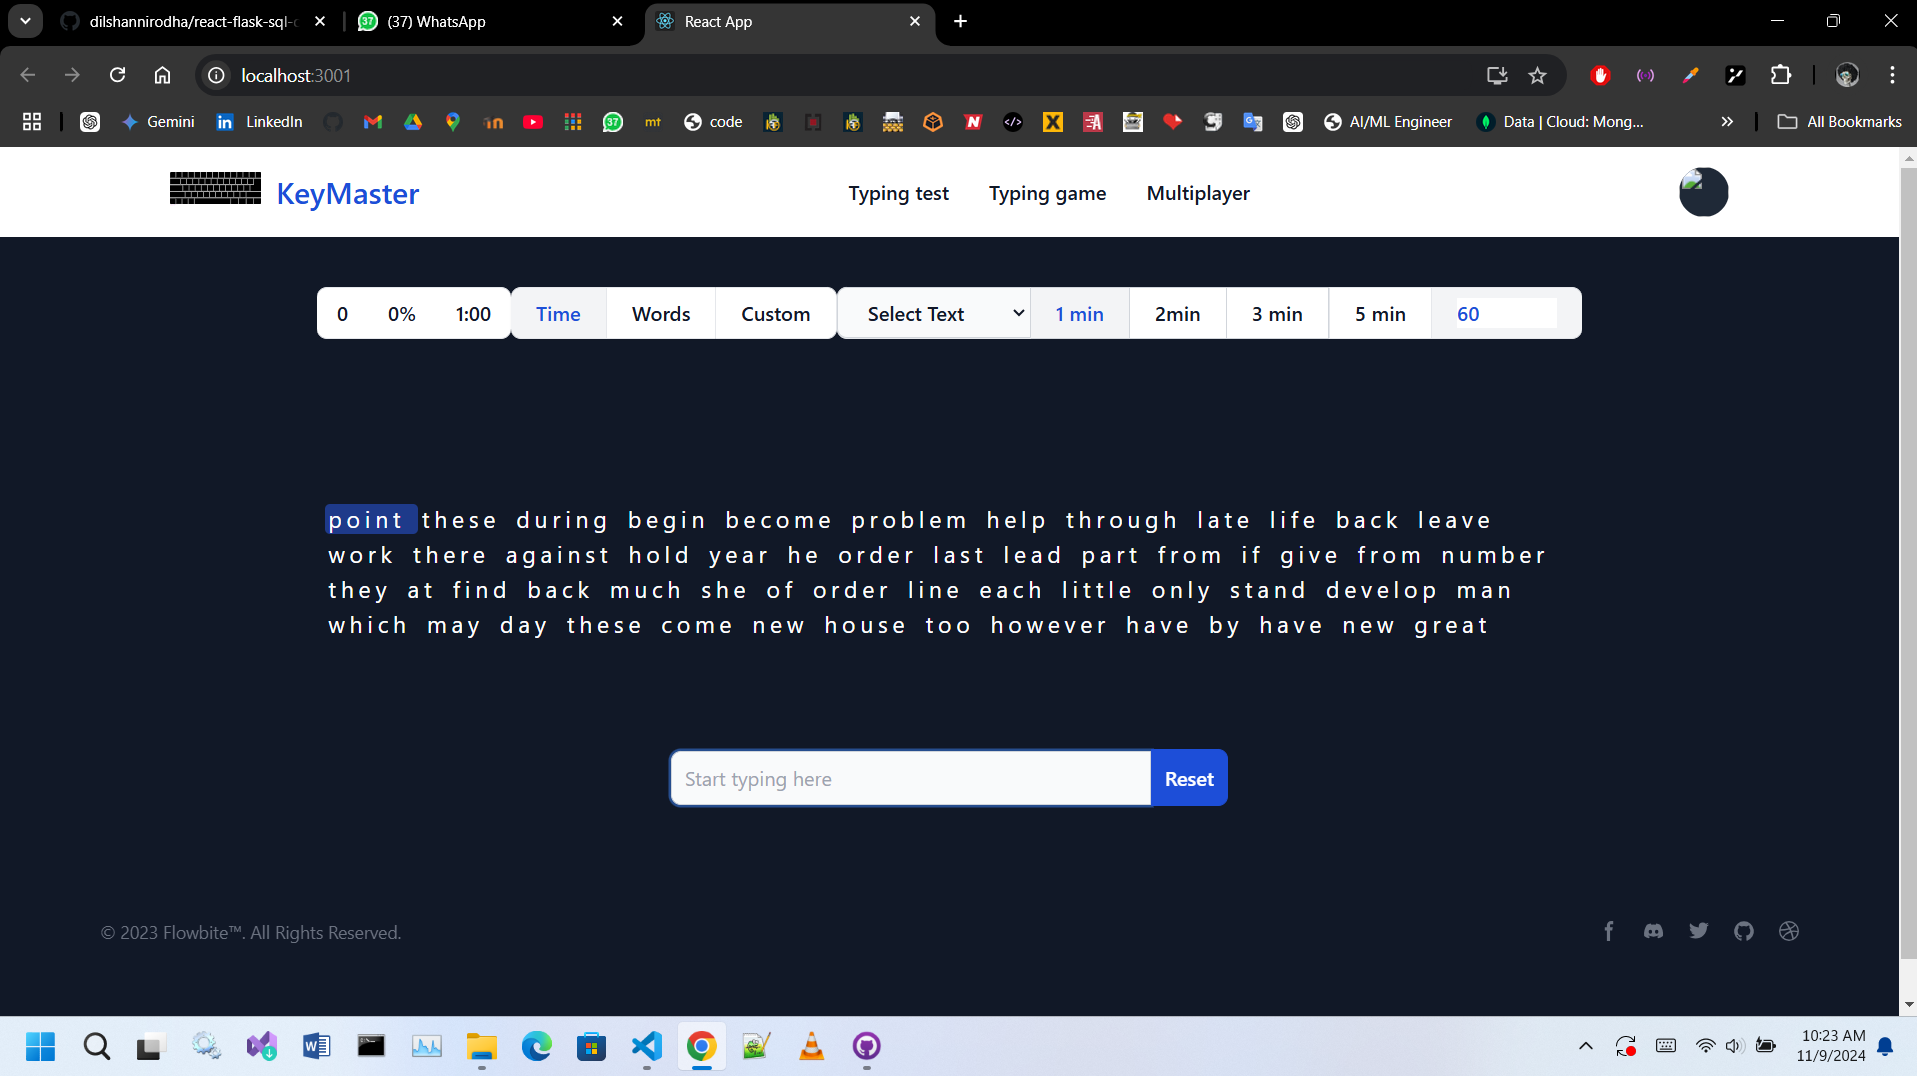 dilshannirodha/react-flask-sql-c
(37) WhatsApp
React App
localhost:3001
Gemini
LinkedIn
37
mt
code
AI/ML Engineer
Data | Cloud: Mong...
All Bookmarks
KeyMaster
Typing test
Typing game
Multiplayer
0 0% 1:00 Time Words Custom Select Text 1 min 2min 3 min 5 min 60
point these during begin become problem help through late life back leave
work there against hold year he order last lead part from if give from number
they at find back much she of order line each little only stand develop man
which may day these come new house too however have by have new great
Start typing here
Reset
© 2023 Flowbite™. All Rights Reserved.
10:23 AM
11/9/2024